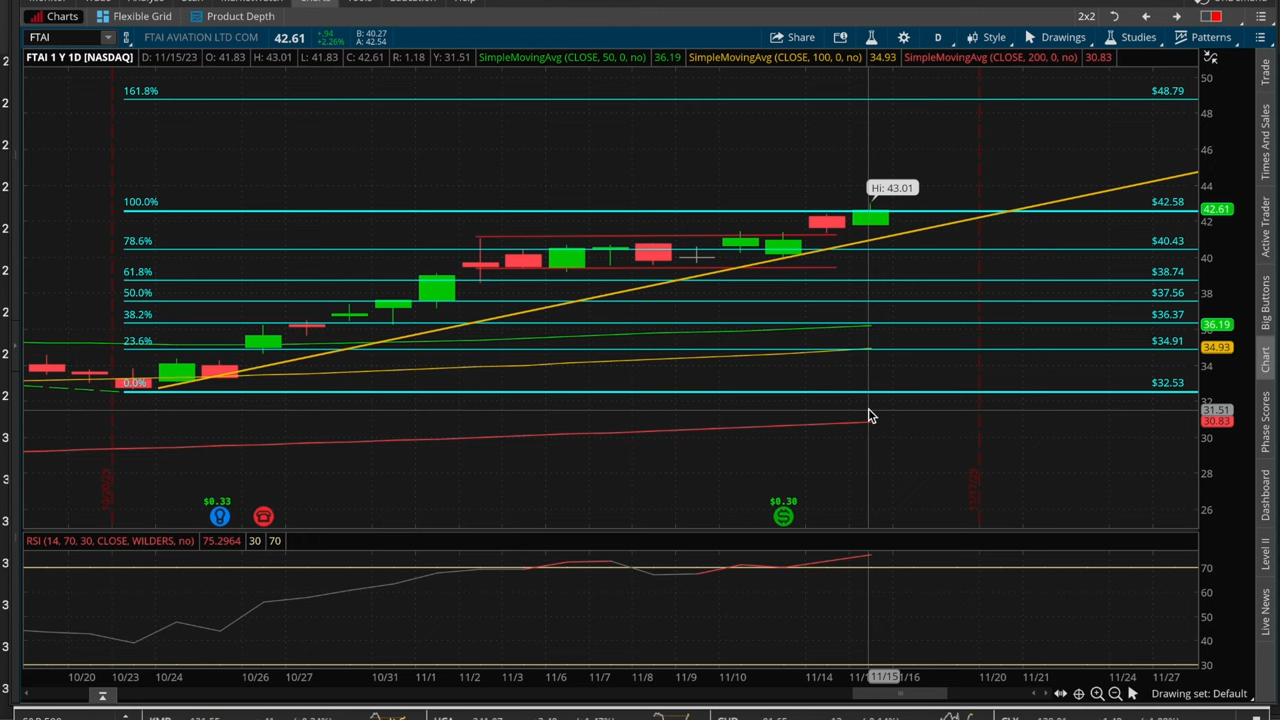 Charts
Flexible Grid
Product Depth
2x2
FTAI
FTAI AVIATION LTD COM
42.61
+.94
+2.26%
B: 40.27
A: 42.54
Share
D
Style
Drawings
Studies
Patterns
FTAI 1 Y 1D [NASDAQ]
D: 11/15/23
O: 41.83
H: 43.01
L: 41.83
C: 42.61
R: 1.18
Y: 31.51
SimpleMovingAvg (CLOSE, 50, 0, no)
36.19
SimpleMovingAvg (CLOSE, 100, 0, no)
34.93
SimpleMovingAvg (CLOSE, 200, 0, no)
30.83
161.8%
$48.79
Hi: 43.01
100.0%
$42.58
78.6%
$40.43
61.8%
$38.74
50.0%
$37.56
38.2%
$36.37
23.6%
$34.91
0.0%
$32.53
50
48
46
44
42.61
42
40
38
36.19
34.93
34
32
31.51
30.83
30
28
26
10/20/23
11/17/23
$0.33
$0.30
RSI (14, 70, 30, CLOSE, WILDERS, no)
75.2964
30
70
70
60
50
40
30
10/20
10/23
10/24
10/26
10/27
10/31
11/1
11/2
11/3
11/6
11/7
11/8
11/9
11/10
11/14
11/15
11/16
11/20
11/21
11/24
11/27
Drawing set: Default
Trade
Times And Sales
Active Trader
Big Buttons
Chart
Phase Scores
Dashboard
Level II
Live News